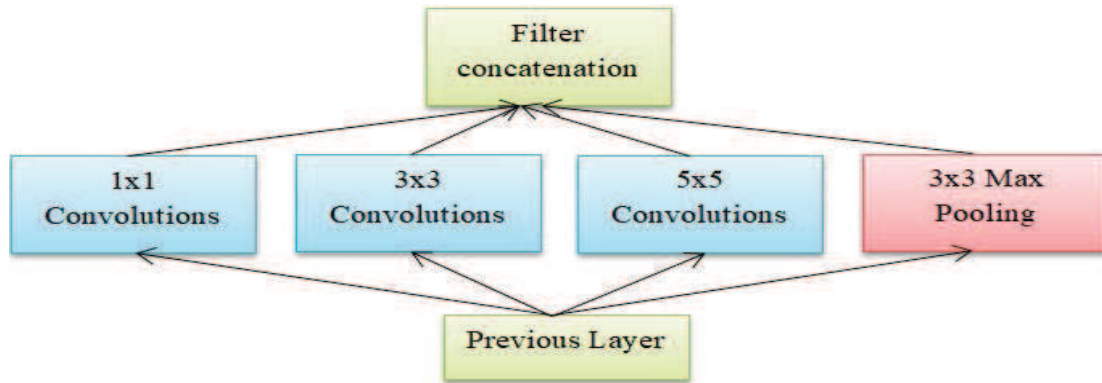 Filter
concatenation
1x1
Convolutions
3x3
Convolutions
5x5
Convolutions
3x3 Max
Pooling
Previous Layer